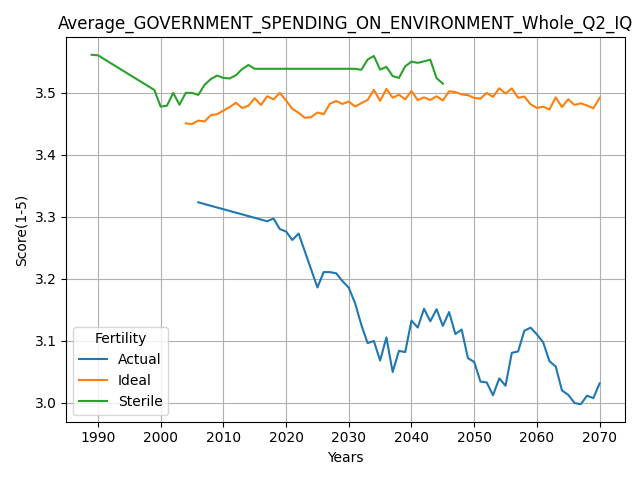 Average_GOVERNMENT_SPENDING_ON_ENVIRONMENT_Whole_Q2_IQ
Score(1-5)
3.5
3.4
3.3
3.2
3.1
3.0
Fertility
Actual
Ideal
Sterile
1990 2000 2010 2020 2030 2040 2050 2060 2070
Years